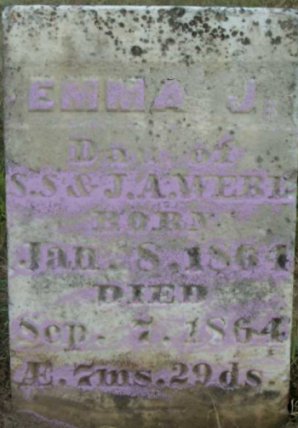 EMMA J.
Dau. of
S.S & J.A. WEBB
BORN
Jan. 8. 1864
DIED
Sep. 7. 1864
Æ. 7ms. 29ds.